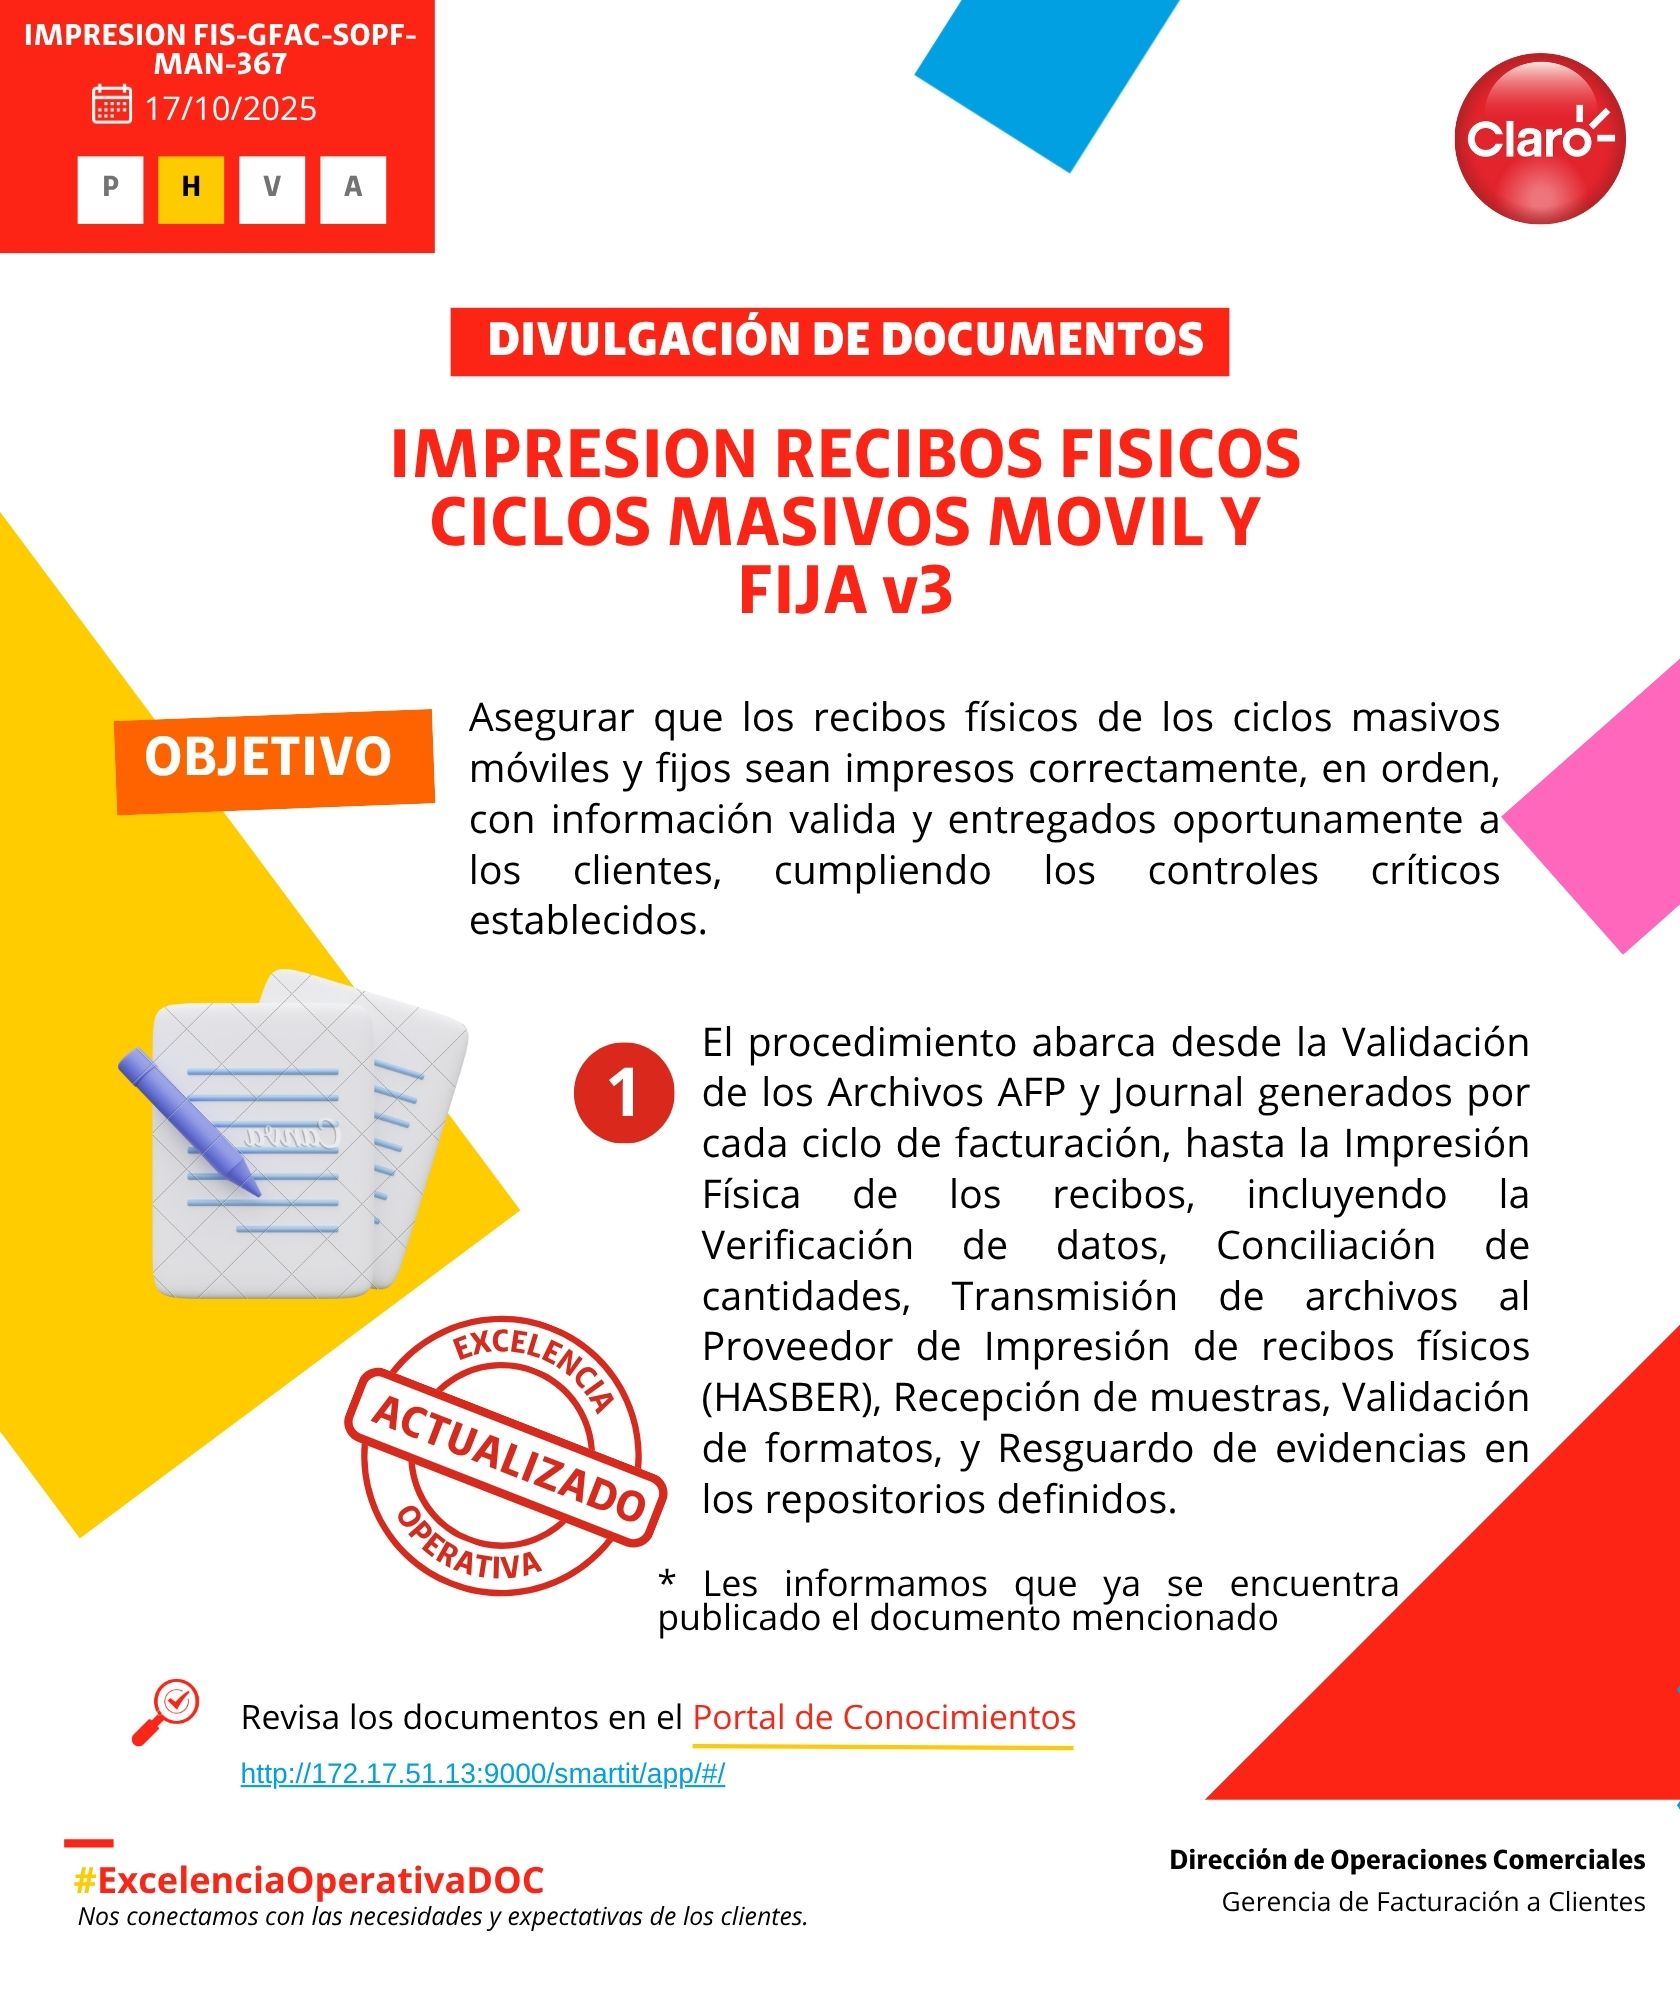 IMPRESION FIS-GFAC-SOPF-
MAN-367
17/10/2025
P H V A
Claro
DIVULGACIÓN DE DOCUMENTOS
IMPRESION RECIBOS FISICOS
CICLOS MASIVOS MOVIL Y
FIJA v3
OBJETIVO
Asegurar que los recibos físicos de los ciclos masivos
móviles y fijos sean impresos correctamente, en orden,
con información valida y entregados oportunamente a
los clientes, cumpliendo los controles críticos
establecidos.
1
El procedimiento abarca desde la Validación
de los Archivos AFP y Journal generados por
cada ciclo de facturación, hasta la Impresión
Física de los recibos, incluyendo la
Verificación de datos, Conciliación de
cantidades, Transmisión de archivos al
Proveedor de Impresión de recibos físicos
(HASBER), Recepción de muestras, Validación
de formatos, y Resguardo de evidencias en
los repositorios definidos.
Canva
EXCELENCIA
ACTUALIZADO
OPERATIVA
* Les informamos que ya se encuentra
publicado el documento mencionado
Revisa los documentos en el Portal de Conocimientos
http://172.17.51.13:9000/smartit/app/#/
#ExcelenciaOperativaDOC
Nos conectamos con las necesidades y expectativas de los clientes.
Dirección de Operaciones Comerciales
Gerencia de Facturación a Clientes